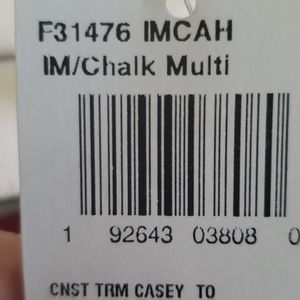 F31476 IMCAH
IM/Chalk Multi
1 92643 03808 0
CNST TRM CASEY TO